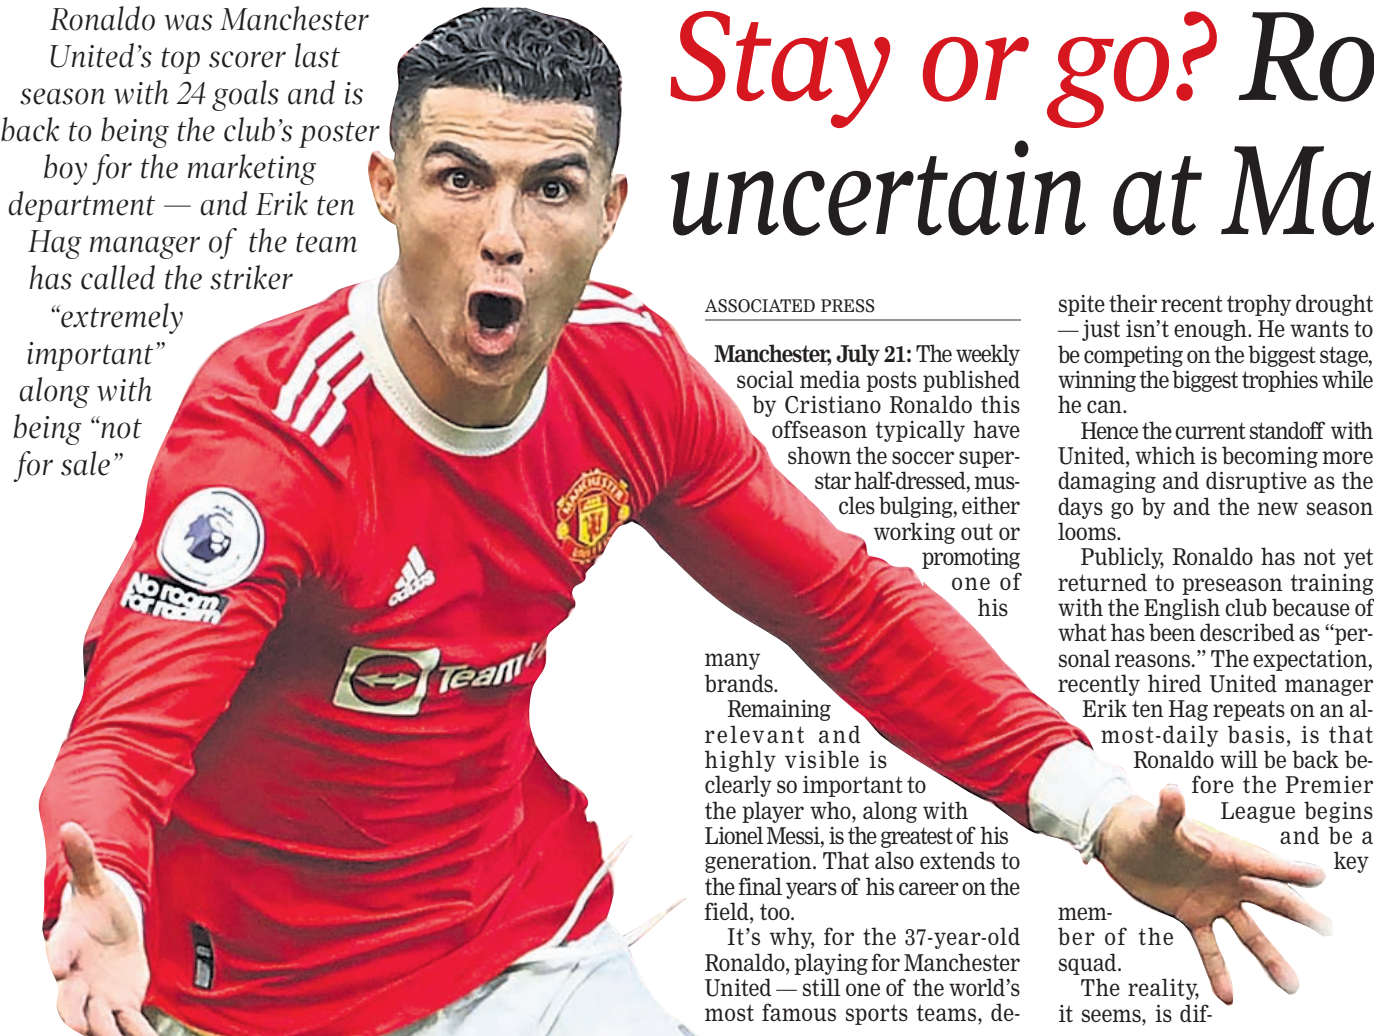 Ronaldo was Manchester
United’s top scorer last
season with 24 goals and is
back to being the club’s poster
boy for the marketing
department — and Erik ten
Hag manager of the team
has called the striker
“extremely
important”
along with
being “not
for sale”
Stay or go? Ro
uncertain at Ma
ASSOCIATED PRESS
Manchester, July 21: The weekly
social media posts published
by Cristiano Ronaldo this
offseason typically have
shown the soccer super-
star half-dressed, mus-
cles bulging, either
working out or
promoting
one of
his
many
brands.
Remaining
relevant and
highly visible is
clearly so important to
the player who, along with
Lionel Messi, is the greatest of his
generation. That also extends to
the final years of his career on the
field, too.
It’s why, for the 37-year-old
Ronaldo, playing for Manchester
United — still one of the world’s
most famous sports teams, de-
spite their recent trophy drought
— just isn’t enough. He wants to
be competing on the biggest stage,
winning the biggest trophies while
he can.
Hence the current standoff with
United, which is becoming more
damaging and disruptive as the
days go by and the new season
looms.
Publicly, Ronaldo has not yet
returned to preseason training
with the English club because of
what has been described as “per-
sonal reasons.” The expectation,
recently hired United manager
Erik ten Hag repeats on an al-
most-daily basis, is that
Ronaldo will be back be-
fore the Premier
League begins
and be a
key
mem-
ber of the
squad.
The reality,
it seems, is dif-
MANCHESTER
UNITED
adidas
No room
For racism
TeamV